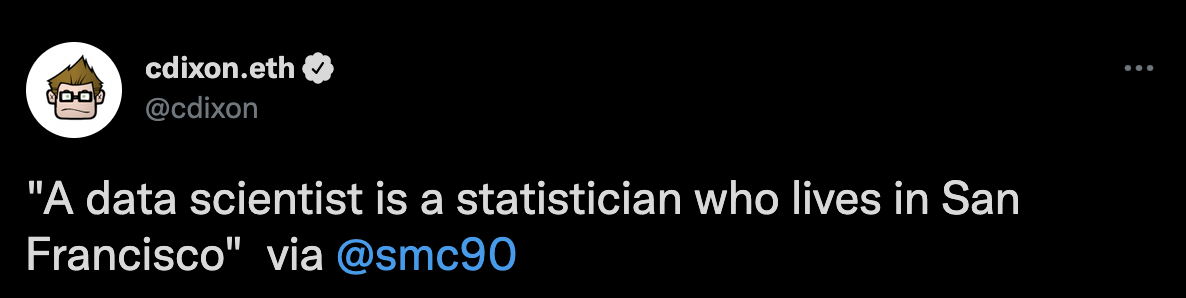 cdixon.eth
@cdixon
"A data scientist is a statistician who lives in San
Francisco"  via @smc90